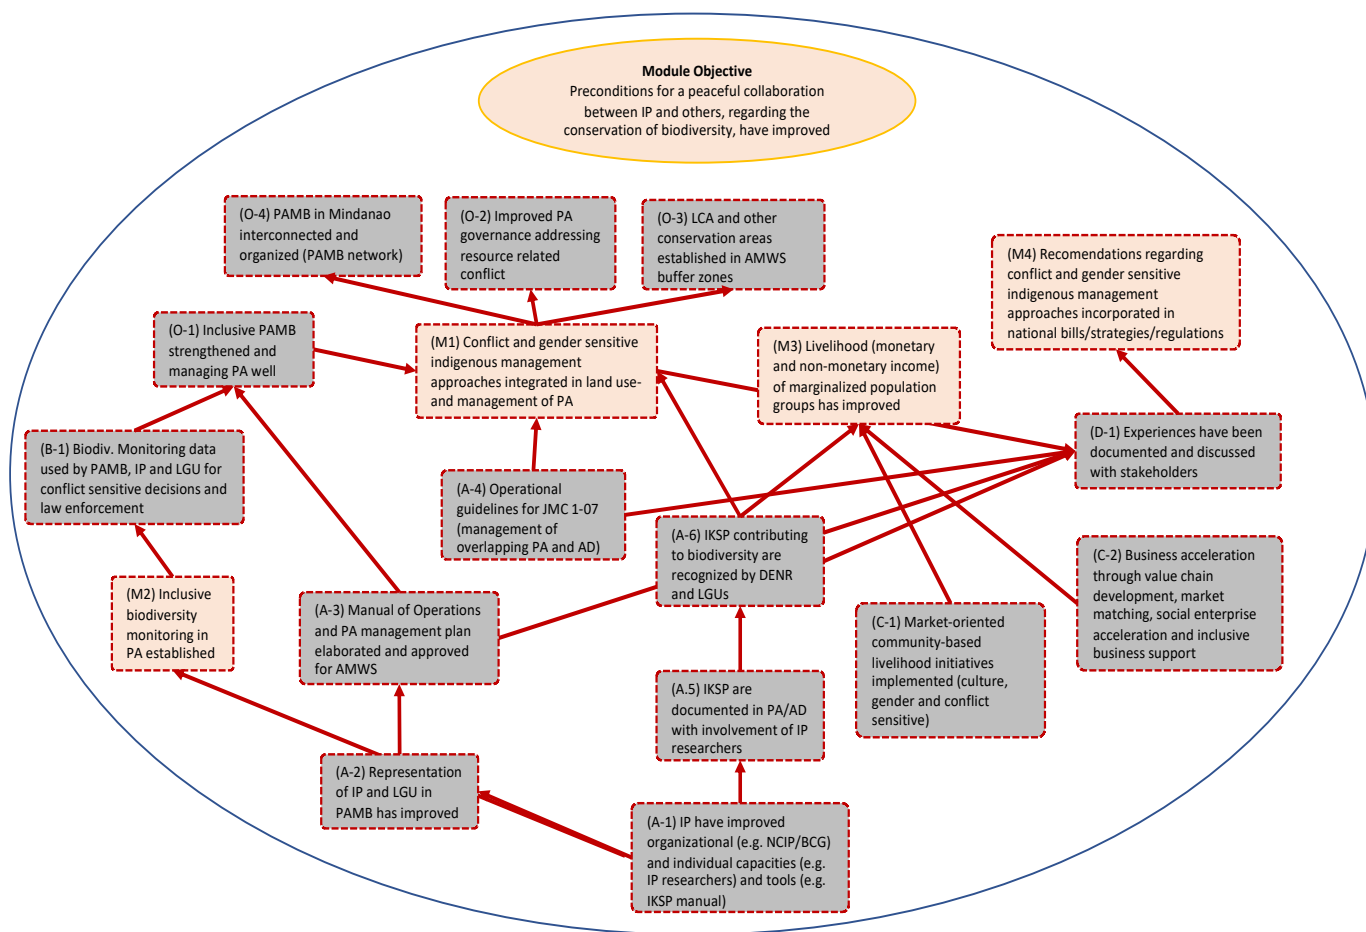 Module Objective
Preconditions for a peaceful collaboration
between IP and others, regarding the
conservation of biodiversity, have improved
(O-4) PAMB in Mindanao
interconnected and
organized (PAMB network)
(O-2) Improved PA
governance addressing
resource related
conflict
(O-3) LCA and other
conservation areas
established in AMWS
buffer zones
(M4) Recomendations regarding
conflict and gender sensitive
indigenous management
approaches incorporated in
national bills/strategies/regulations
(O-1) Inclusive PAMB
strengthened and
managing PA well
(M1) Conflict and gender sensitive
indigenous management
approaches integrated in land use-
and management of PA
(M3) Livelihood (monetary
and non-monetary income)
of marginalized population
groups has improved
(B-1) Biodiv. Monitoring data
used by PAMB, IP and LGU for
conflict sensitive decisions and
law enforcement
(D-1) Experiences have been
documented and discussed
with stakeholders
(A-4) Operational
guidelines for JMC 1-07
(management of
overlapping PA and AD)
(A-6) IKSP contributing
to biodiversity are
recognized by DENR
and LGUs
(C-2) Business acceleration
through value chain
development, market
matching, social enterprise
acceleration and inclusive
business support
(M2) Inclusive
biodiversity
monitoring in
PA established
(A-3) Manual of Operations
and PA management plan
elaborated and approved
for AMWS
(C-1) Market-oriented
community-based
livelihood initiatives
implemented (culture,
gender and conflict
sensitive)
(A.5) IKSP are
documented in PA/AD
with involvement of IP
researchers
(A-2) Representation
of IP and LGU in
PAMB has improved
(A-1) IP have improved
organizational (e.g. NCIP/BCG)
and individual capacities (e.g.
IP researchers) and tools (e.g.
IKSP manual)